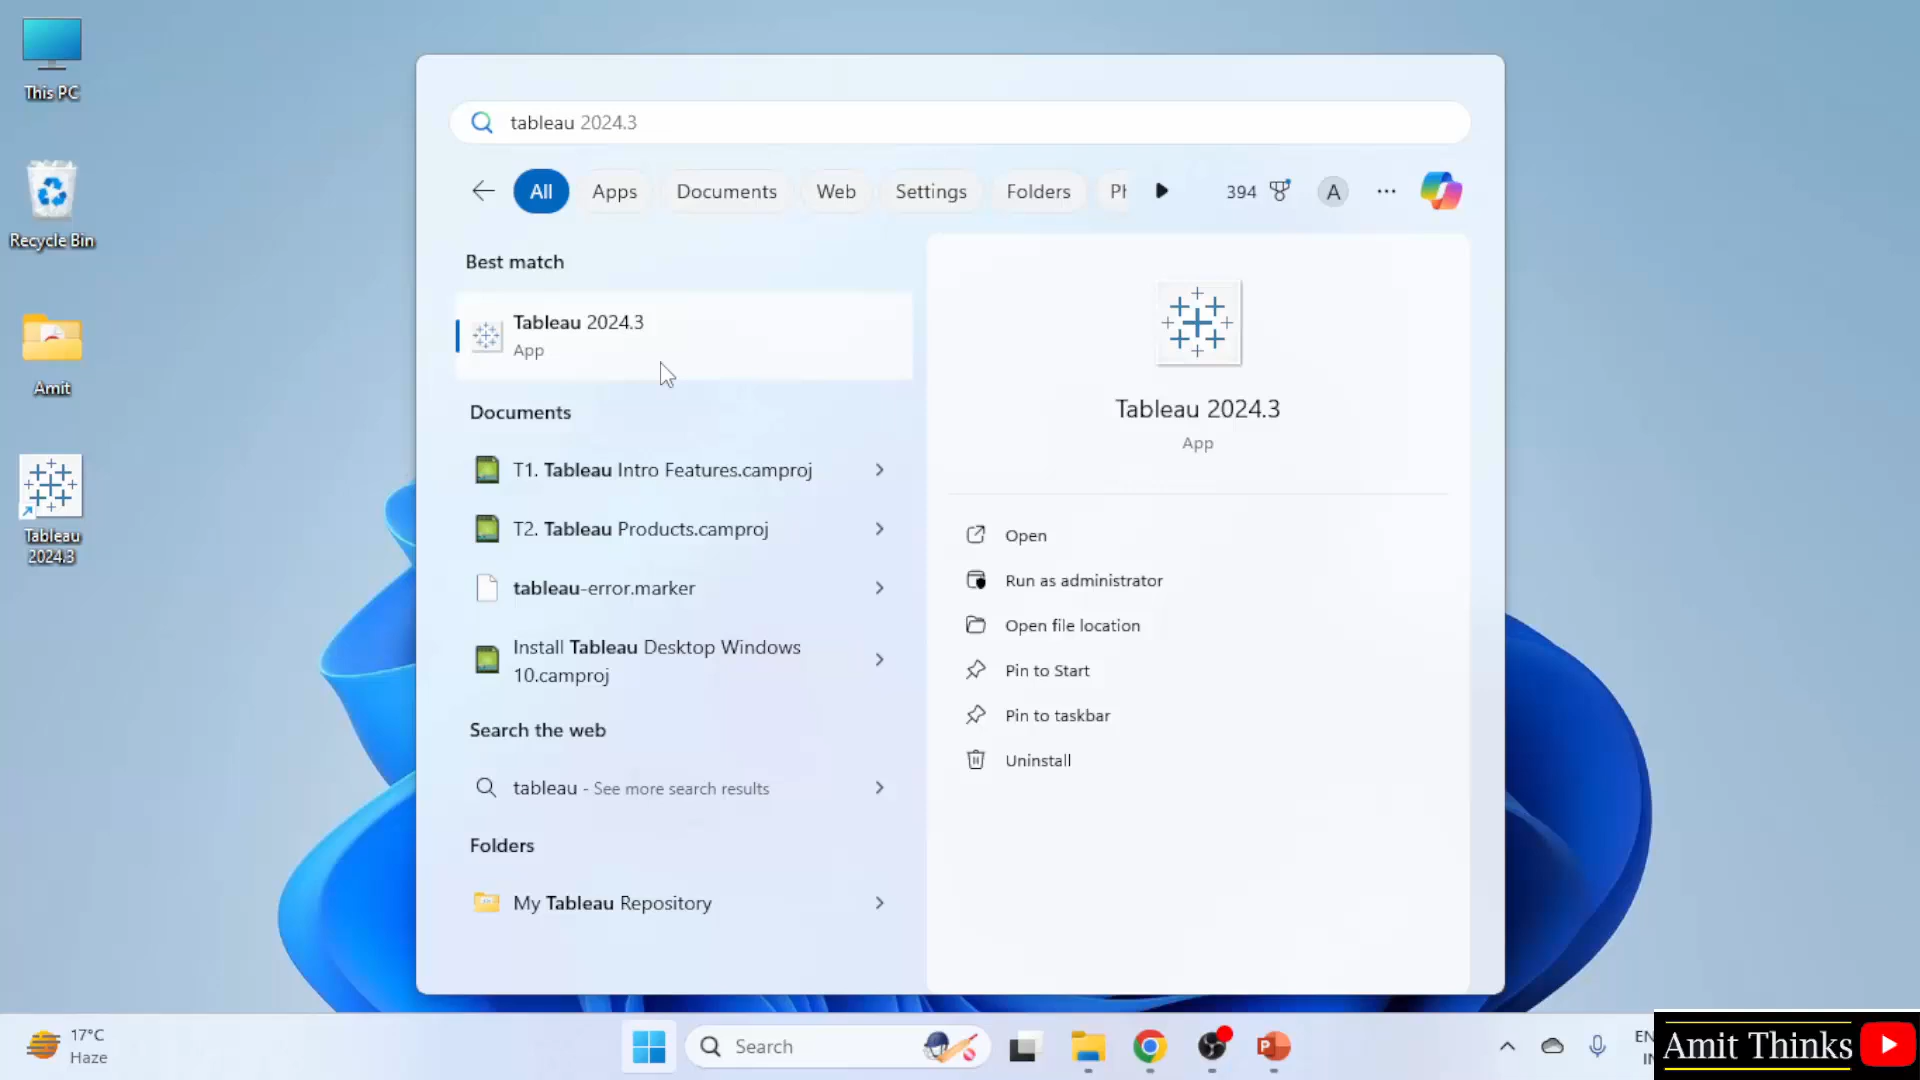 This PC
Recycle Bin
Amit
Tableau
2024.3
tableau 2024.3
All
Apps
Documents
Web
Settings
Folders
394
A
Best match
Tableau 2024.3
App
Documents
T1. Tableau Intro Features.camproj
T2. Tableau Products.camproj
tableau-error.marker
Install Tableau Desktop Windows
10.camproj
Search the web
tableau - See more search results
Folders
My Tableau Repository
Tableau 2024.3
App
Open
Run as administrator
Open file location
Pin to Start
Pin to taskbar
Uninstall
17°C
Haze
Search
Amit Thinks